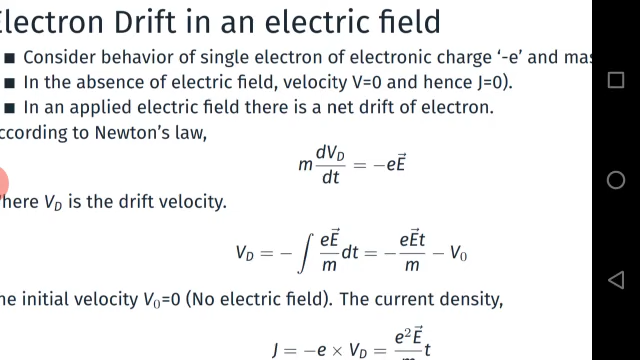 Electron Drift in an electric field
■ Consider behavior of single electron of electronic charge ‘-e’ and mas
■ In the absence of electric field, velocity V=0 and hence J=0).
■ In an applied electric field there is a net drift of electron.
ccording to Newton’s law,
m dV_D/dt = −eE⃗
here V_D is the drift velocity.
V_D = − ∫ eE⃗/m dt = − eE⃗t/m − V₀
he initial velocity V₀=0 (No electric field). The current density,
J = −e × V_D = e²E⃗/m t